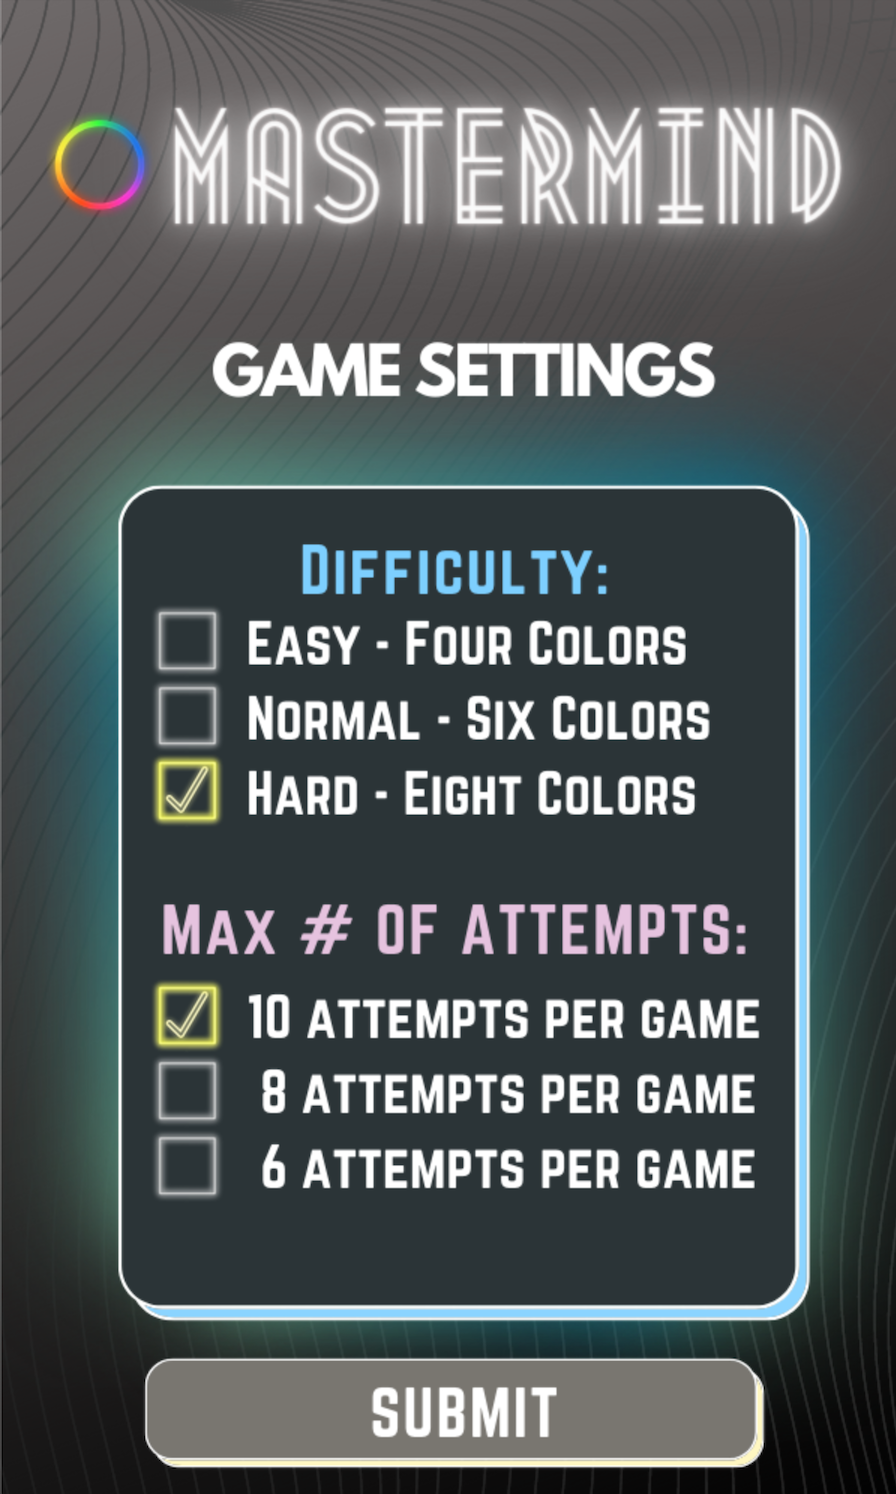 MASTERMIND
GAME SETTINGS
Difficulty:
Easy - Four Colors
Normal - Six Colors
Hard - Eight Colors
Max # of attempts:
10 attempts per game
8 attempts per game
6 attempts per game
SUBMIT